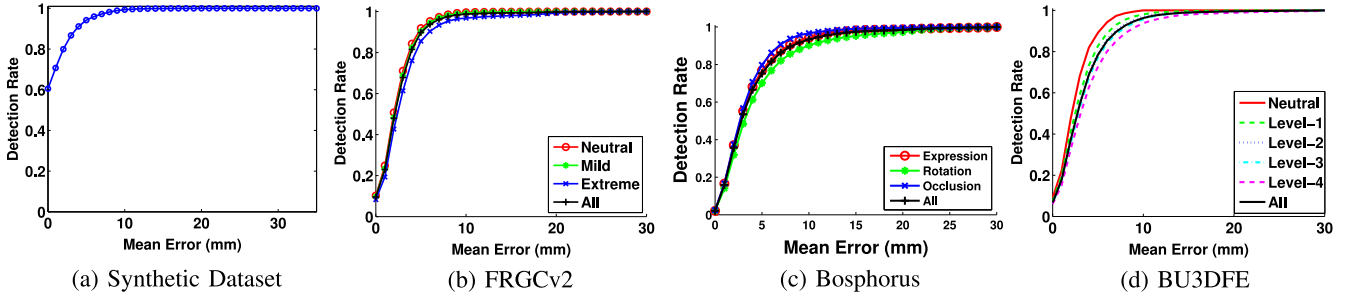 Detection Rate
1
0.8
0.6
0.4
0.2
0
0
10
20
30
Mean Error (mm)
(a) Synthetic Dataset
Detection Rate
1
0.8
0.6
0.4
0.2
0
0
5
10
15
20
25
30
Mean Error (mm)
Neutral
Mild
Extreme
All
(b) FRGCv2
Detection Rate
1
0.8
0.6
0.4
0.2
0
0
5
10
15
20
25
30
Mean Error (mm)
Expression
Rotation
Occlusion
All
(c) Bosphorus
Detection Rate
1
0.8
0.6
0.4
0.2
0
0
10
20
30
Mean Error (mm)
Neutral
Level-1
Level-2
Level-3
Level-4
All
(d) BU3DFE